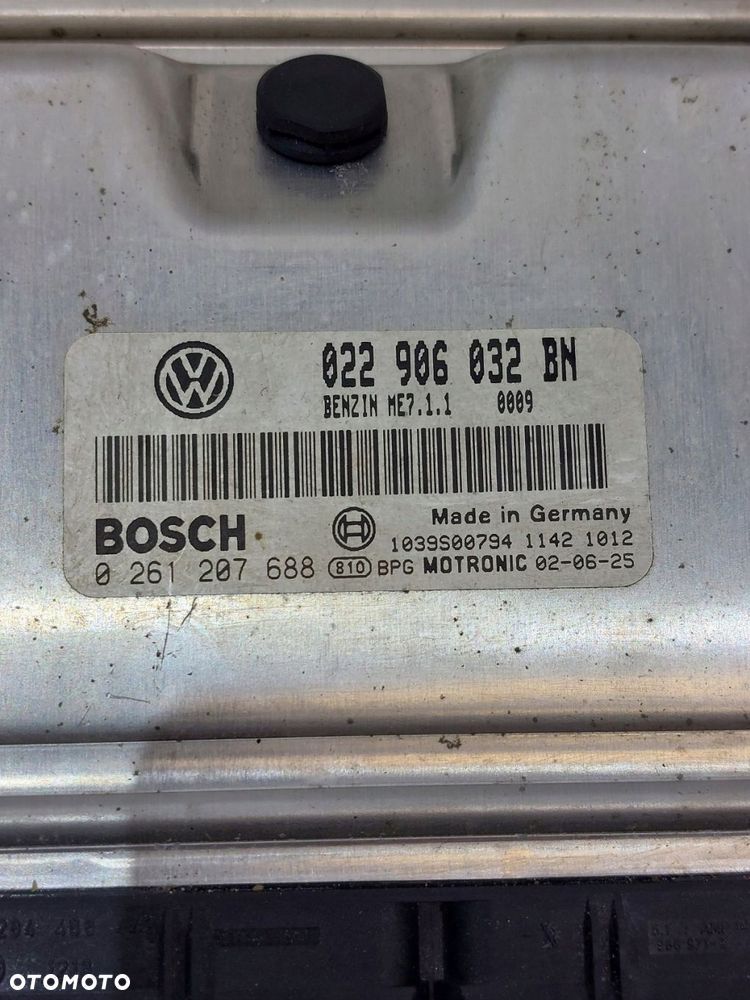 VW
022 906 032 BN
BENZIN ME7.1.1 0009
BOSCH
Made in Germany
1039S00794 1142 1012
0 261 207 688 810 BPG MOTRONIC 02-06-25
OTOMOTO